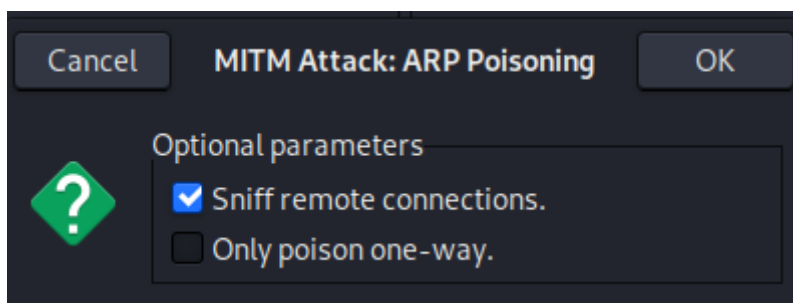 Cancel MITM Attack: ARP Poisoning OK
Optional parameters
Sniff remote connections.
Only poison one-way.